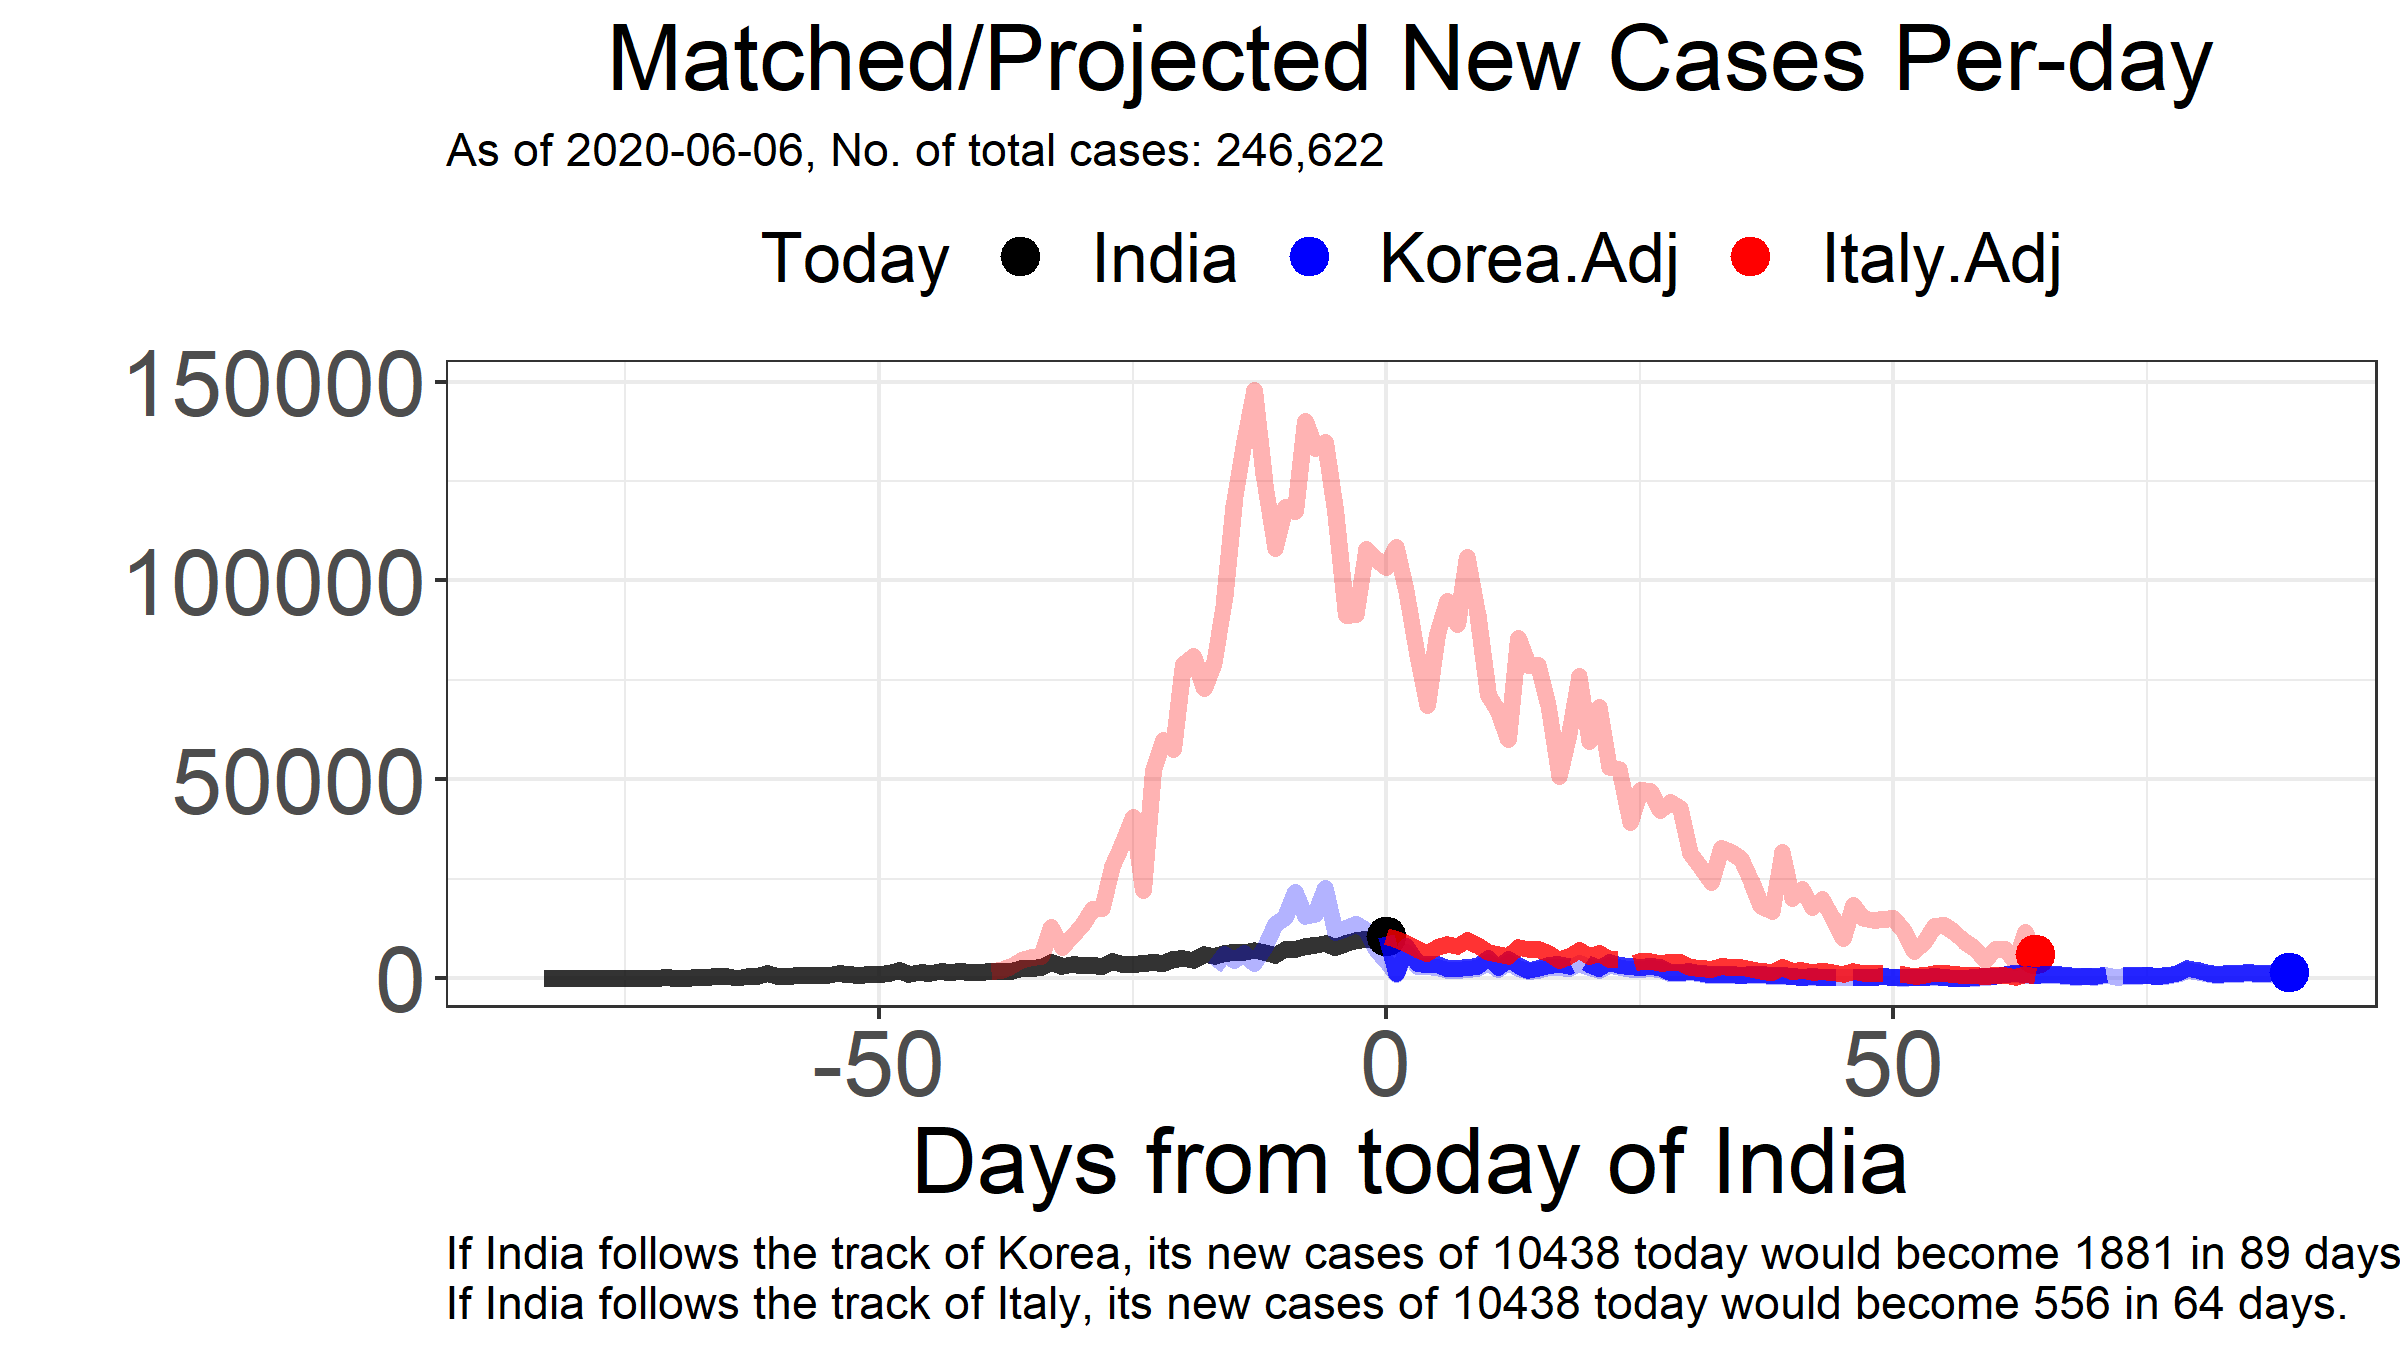 Matched/Projected New Cases Per-day
As of 2020-06-06, No. of total cases: 246,622
Today India Korea.Adj Italy.Adj
150000
100000
50000
0
-50 0 50
Days from today of India
If India follows the track of Korea, its new cases of 10438 today would become 1881 in 89 days
If India follows the track of Italy, its new cases of 10438 today would become 556 in 64 days.